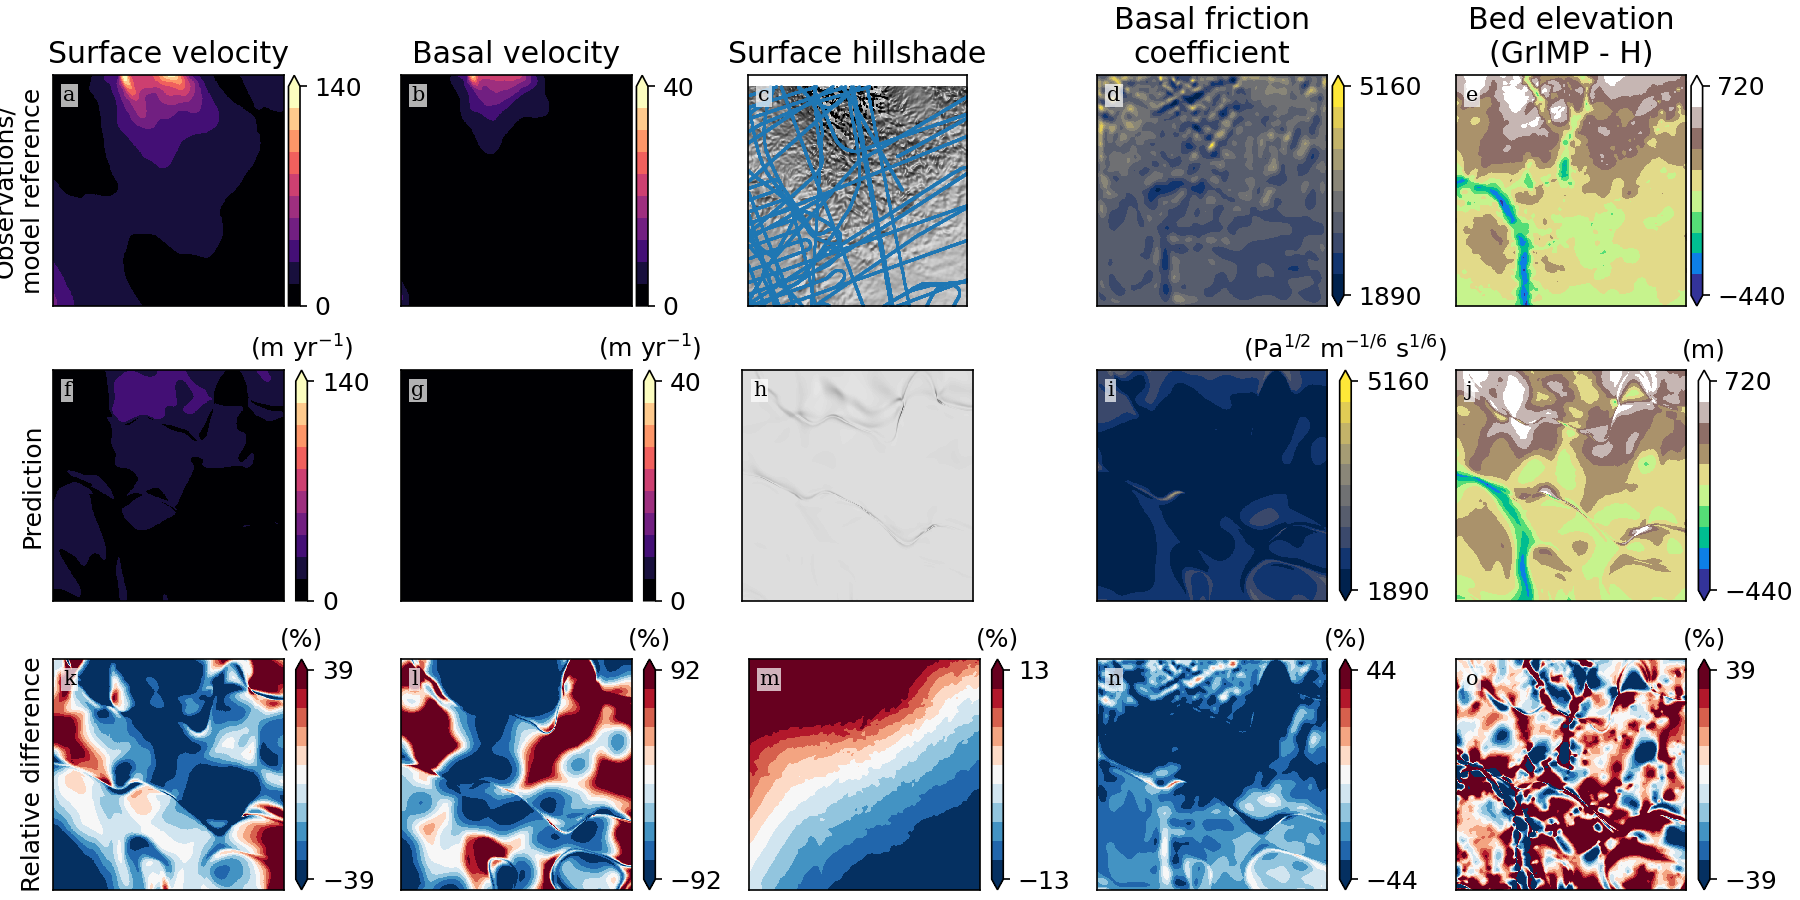 Surface velocity
Basal velocity
Surface hillshade
Basal friction
coefficient
Bed elevation
(GrIMP - H)
Observations/
model reference
a
140
0
b
40
0
c
d
5160
1890
e
720
−440
(m yr−1)
(m yr−1)
(Pa1/2 m−1/6 s1/6)
(m)
Prediction
f
140
0
g
40
0
h
i
5160
1890
j
720
−440
(%)
(%)
(%)
(%)
(%)
Relative difference
k
39
−39
l
92
−92
m
13
−13
n
44
−44
o
39
−39